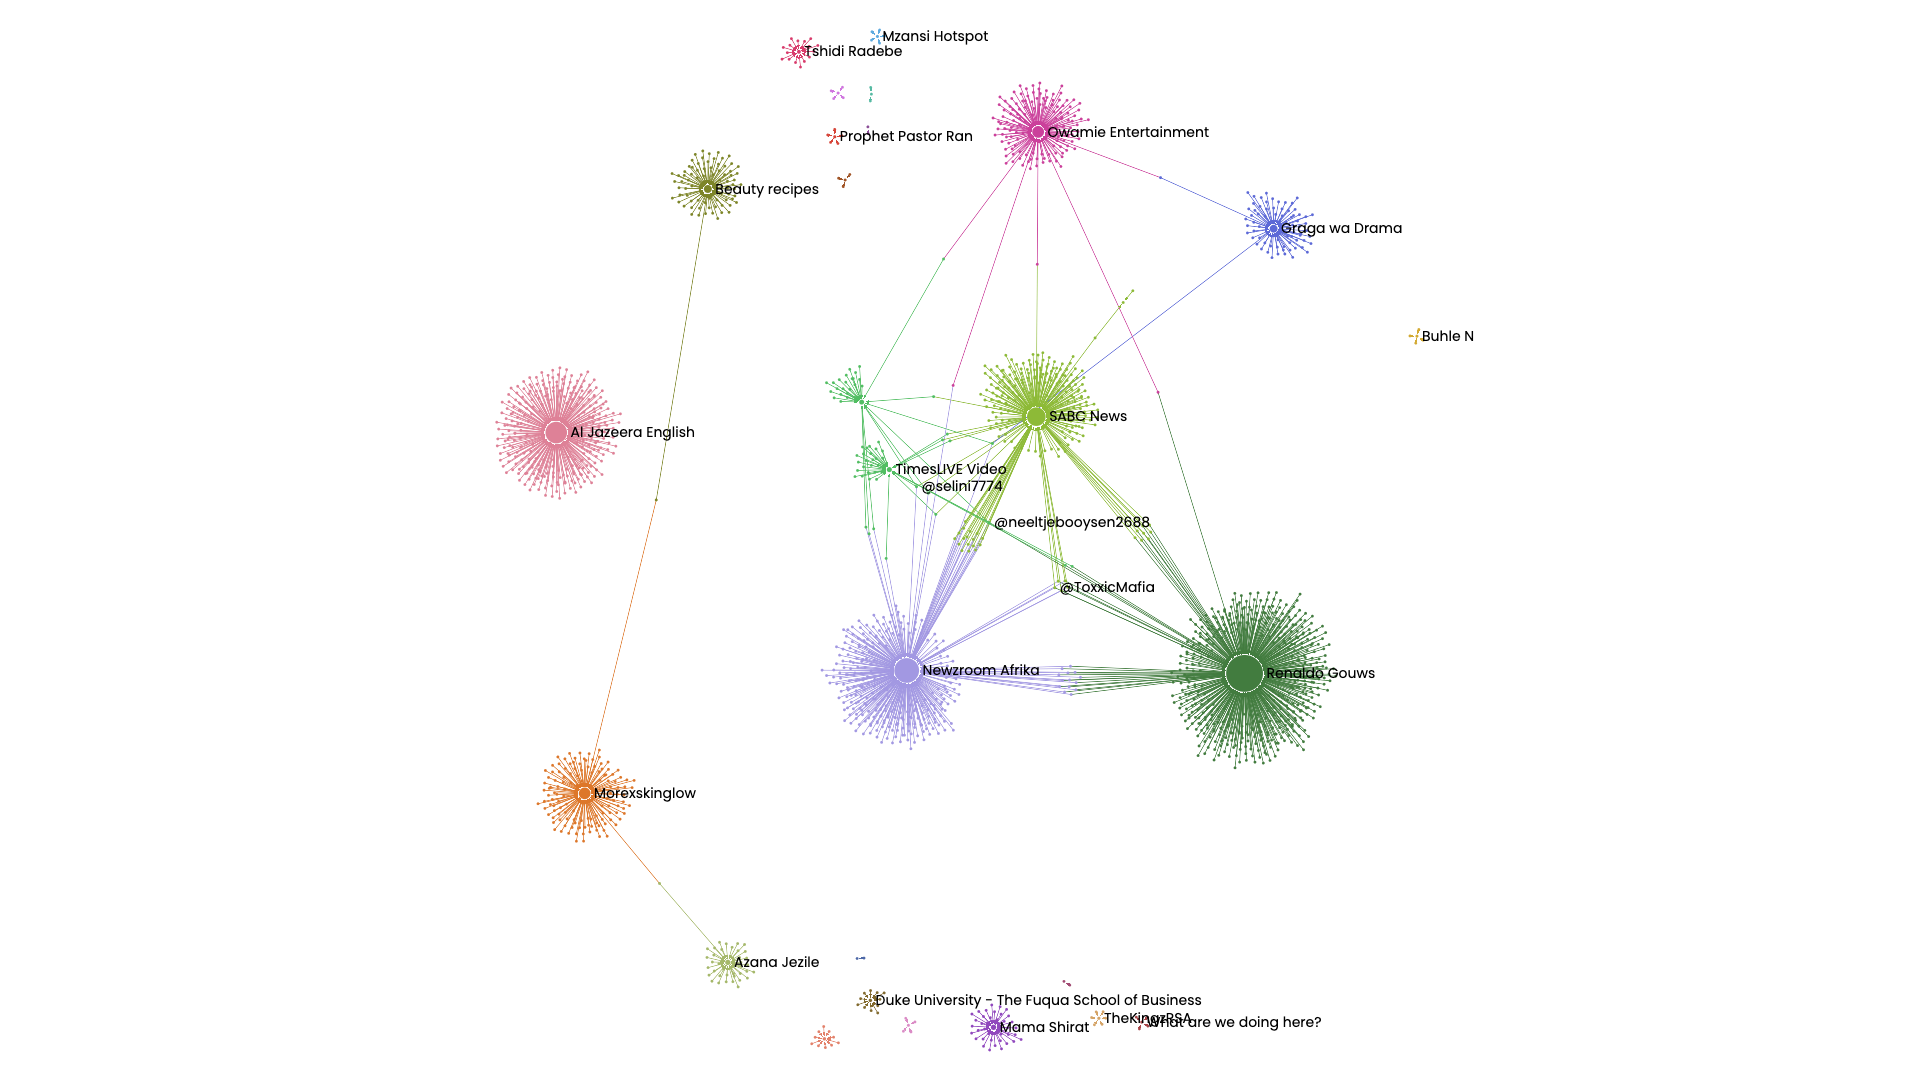 Mzansi Hotspot
Tshidi Radebe
Owamie Entertainment
Prophet Pastor Ran
Beauty recipes
Graga wa Drama
Buhle N
SABC News
Al Jazeera English
TimesLIVE Video
@selini7774
@neeltjebooysen2688
@ToxxicMafia
Newzroom Afrika
Renaldo Gouws
Morexskinglow
Azana Jezile
Duke University - The Fuqua School of Business
TheKingzRSA
What are we doing here?
Mama Shirat